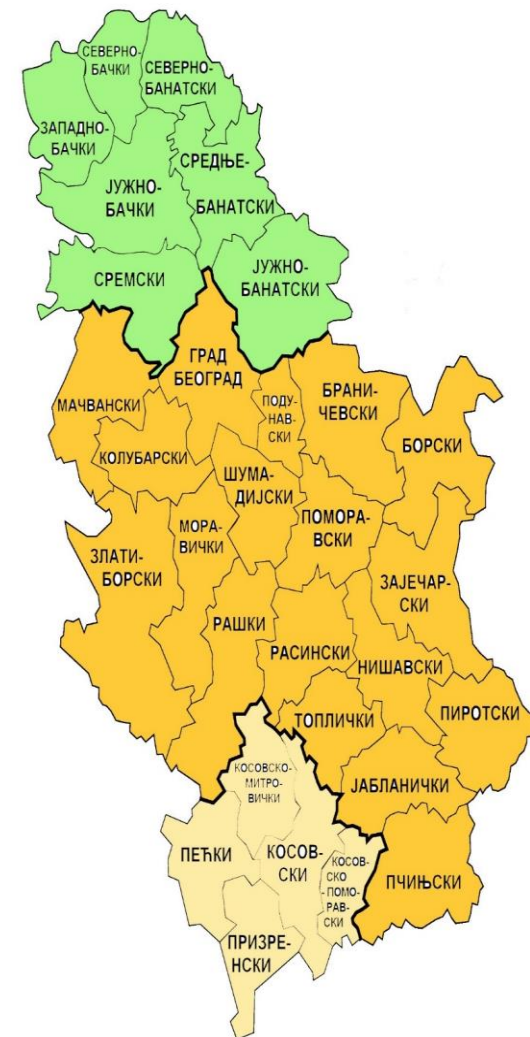 СЕВЕРНО-
БАЧКИ
СЕВЕРНО-
БАНАТСКИ
ЗАПАДНО-
БАЧКИ
СРЕДЊЕ-
БАНАТСКИ
ЈУЖНО-
БАЧКИ
СРЕМСКИ
ЈУЖНО-
БАНАТСКИ
ГРАД
БЕОГРАД
МАЧВАНСКИ
ПОДУ
НАВ-
СКИ
БРАНИ-
ЧЕВСКИ
БОРСКИ
КОЛУБАРСКИ
ШУМА-
ДИЈСКИ
МОРА-
ВИЧКИ
ПОМОРА-
ВСКИ
ЗЛАТИ-
БОРСКИ
ЗАЈЕЧАР-
СКИ
РАШКИ
РАСИНСКИ
НИШАВСКИ
ТОПЛИЧКИ
ПИРОТСКИ
ЈАБЛАНИЧКИ
КОСОВСКО-
МИТРО-
ВИЧКИ
ПЕЋКИ
КОСОВ-
СКИ
КОСОВ-
СКО
- ПОМО-
РАВ-
СКИ
ПЧИЊСКИ
ПРИЗРЕ-
НСКИ